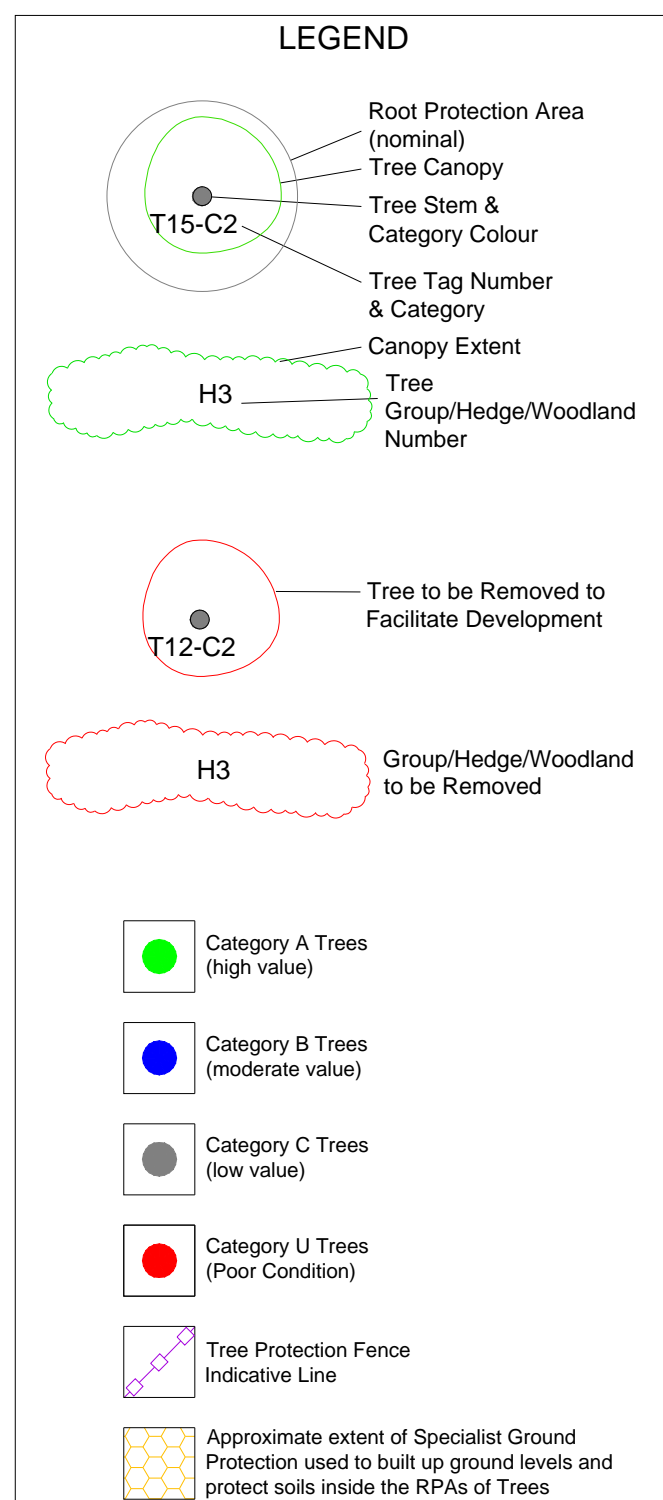 LEGEND
Root Protection Area
(nominal)
Tree Canopy
Tree Stem &
Category Colour
T15-C2
Tree Tag Number
& Category
Canopy Extent
H3
Tree
Group/Hedge/Woodland
Number
Tree to be Removed to
Facilitate Development
T12-C2
Group/Hedge/Woodland
to be Removed
H3
Category A Trees
(high value)
Category B Trees
(moderate value)
Category C Trees
(low value)
Category U Trees
(Poor Condition)
Tree Protection Fence
Indicative Line
Approximate extent of Specialist Ground
Protection used to built up ground levels and
protect soils inside the RPAs of Trees